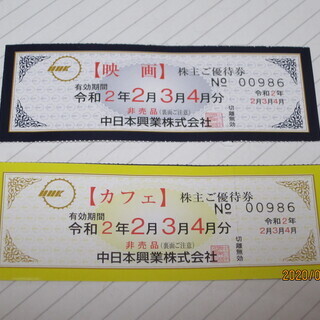 【映 画】 株主ご優待券
有効期間 № 00986
令和2年2月3月4月分
令和2年
2月3月4月
非売品(裏面ご注意)
切離無効
中日本興業株式会社
【カフェ】 株主ご優待券
有効期間 № 00986
令和2年2月3月4月分
令和2年
2月3月4月
非売品(裏面ご注意)
切離無効
中日本興業株式会社
2020/0